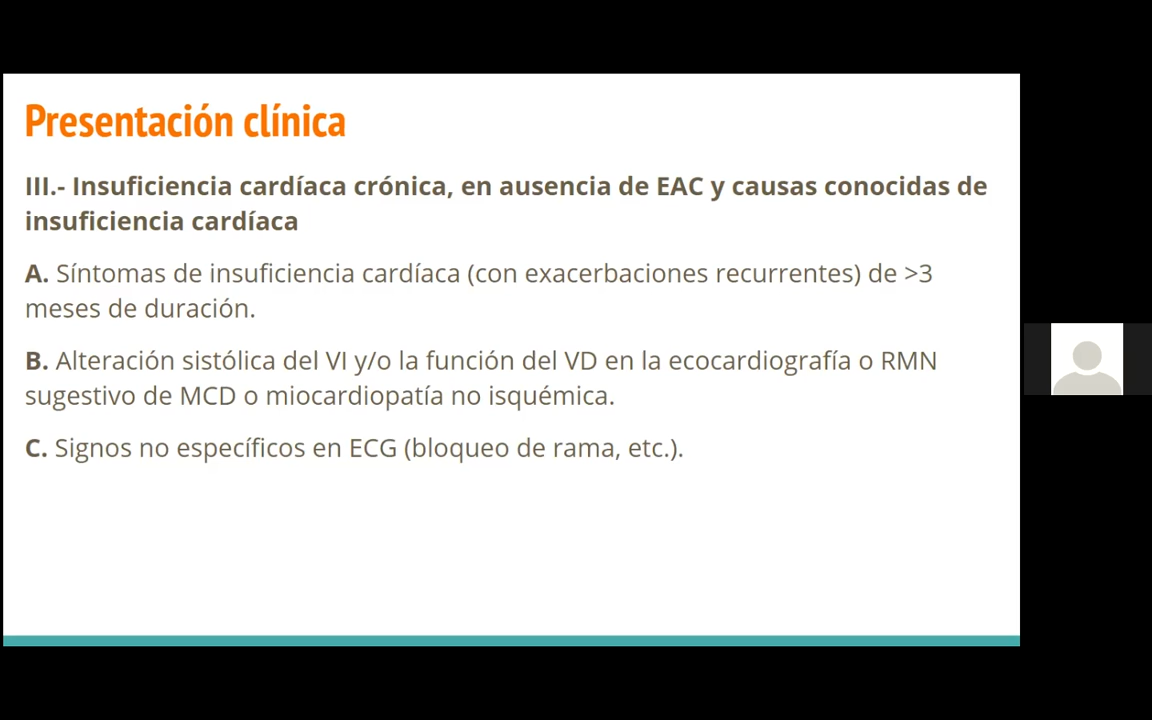 Presentación clínica
III.- Insuficiencia cardíaca crónica, en ausencia de EAC y causas conocidas de
insuficiencia cardíaca
A. Síntomas de insuficiencia cardíaca (con exacerbaciones recurrentes) de >3
meses de duración.
B. Alteración sistólica del VI y/o la función del VD en la ecocardiografía o RMN
sugestivo de MCD o miocardiopatía no isquémica.
C. Signos no específicos en ECG (bloqueo de rama, etc.).